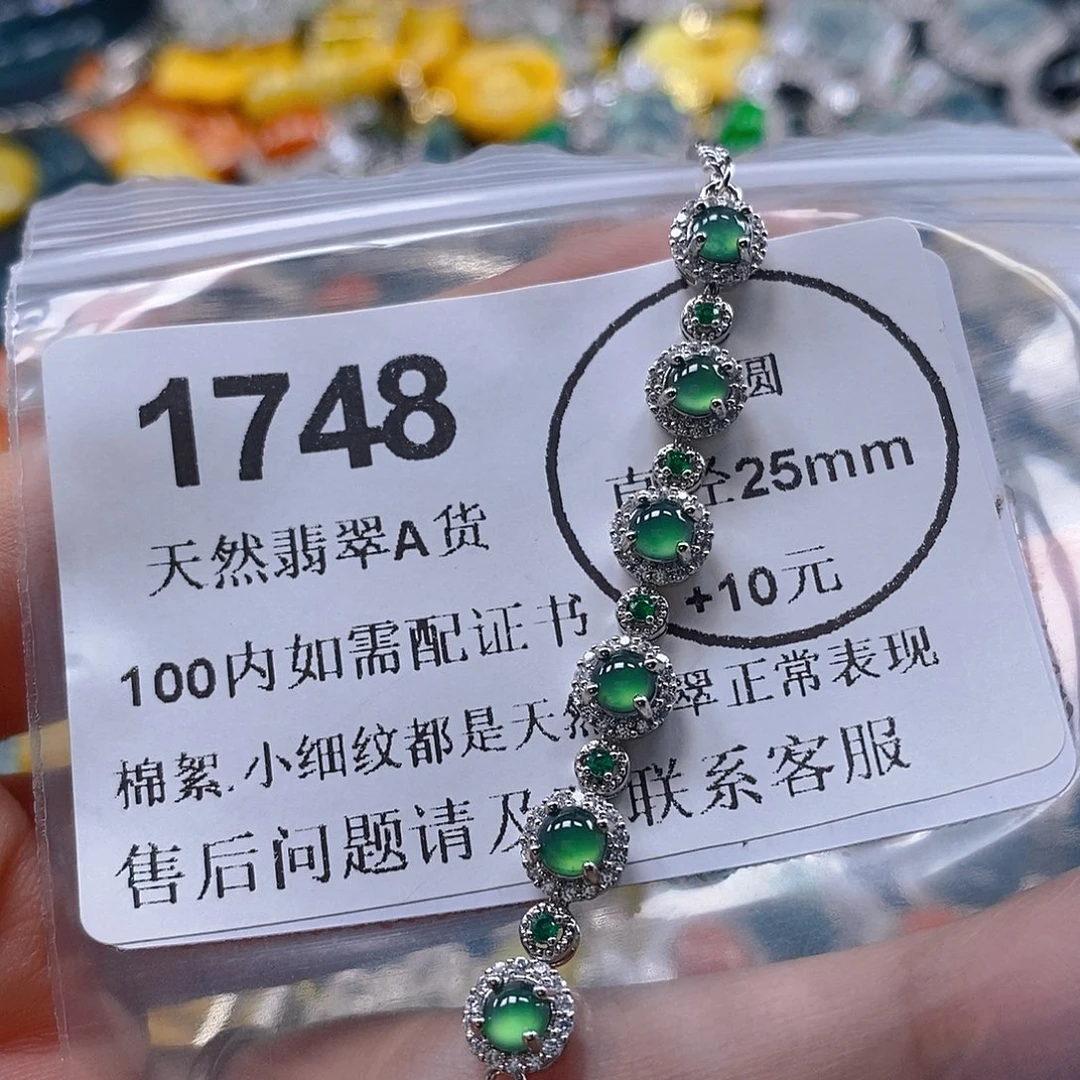 1748
天然翡翠A货
圆
25mm
+10元
100内如需配证书
棉絮.小细纹都是天然 翠正常表现
售后问题请及 联系客服